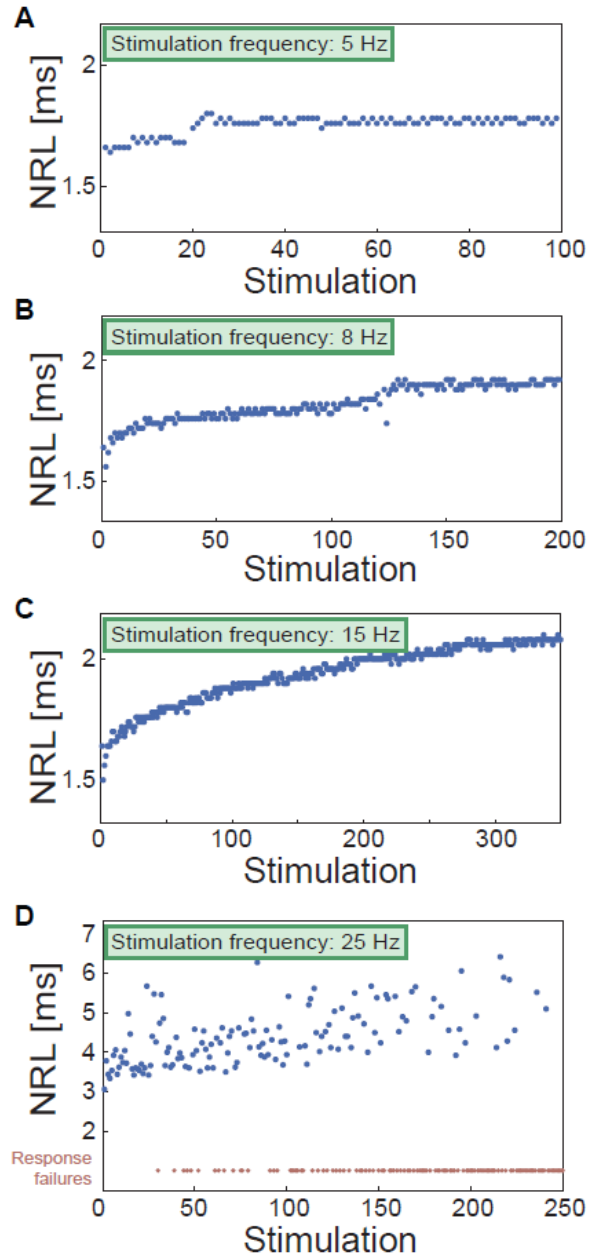 A
Stimulation frequency: 5 Hz
NRL [ms]
2
1.5
0 20 40 60 80 100
Stimulation
B
Stimulation frequency: 8 Hz
NRL [ms]
2
1.5
0 50 100 150 200
Stimulation
C
Stimulation frequency: 15 Hz
NRL [ms]
2
1.5
0 100 200 300
Stimulation
D
Stimulation frequency: 25 Hz
NRL [ms]
7
6
5
4
3
2
Response
failures
0 50 100 150 200 250
Stimulation